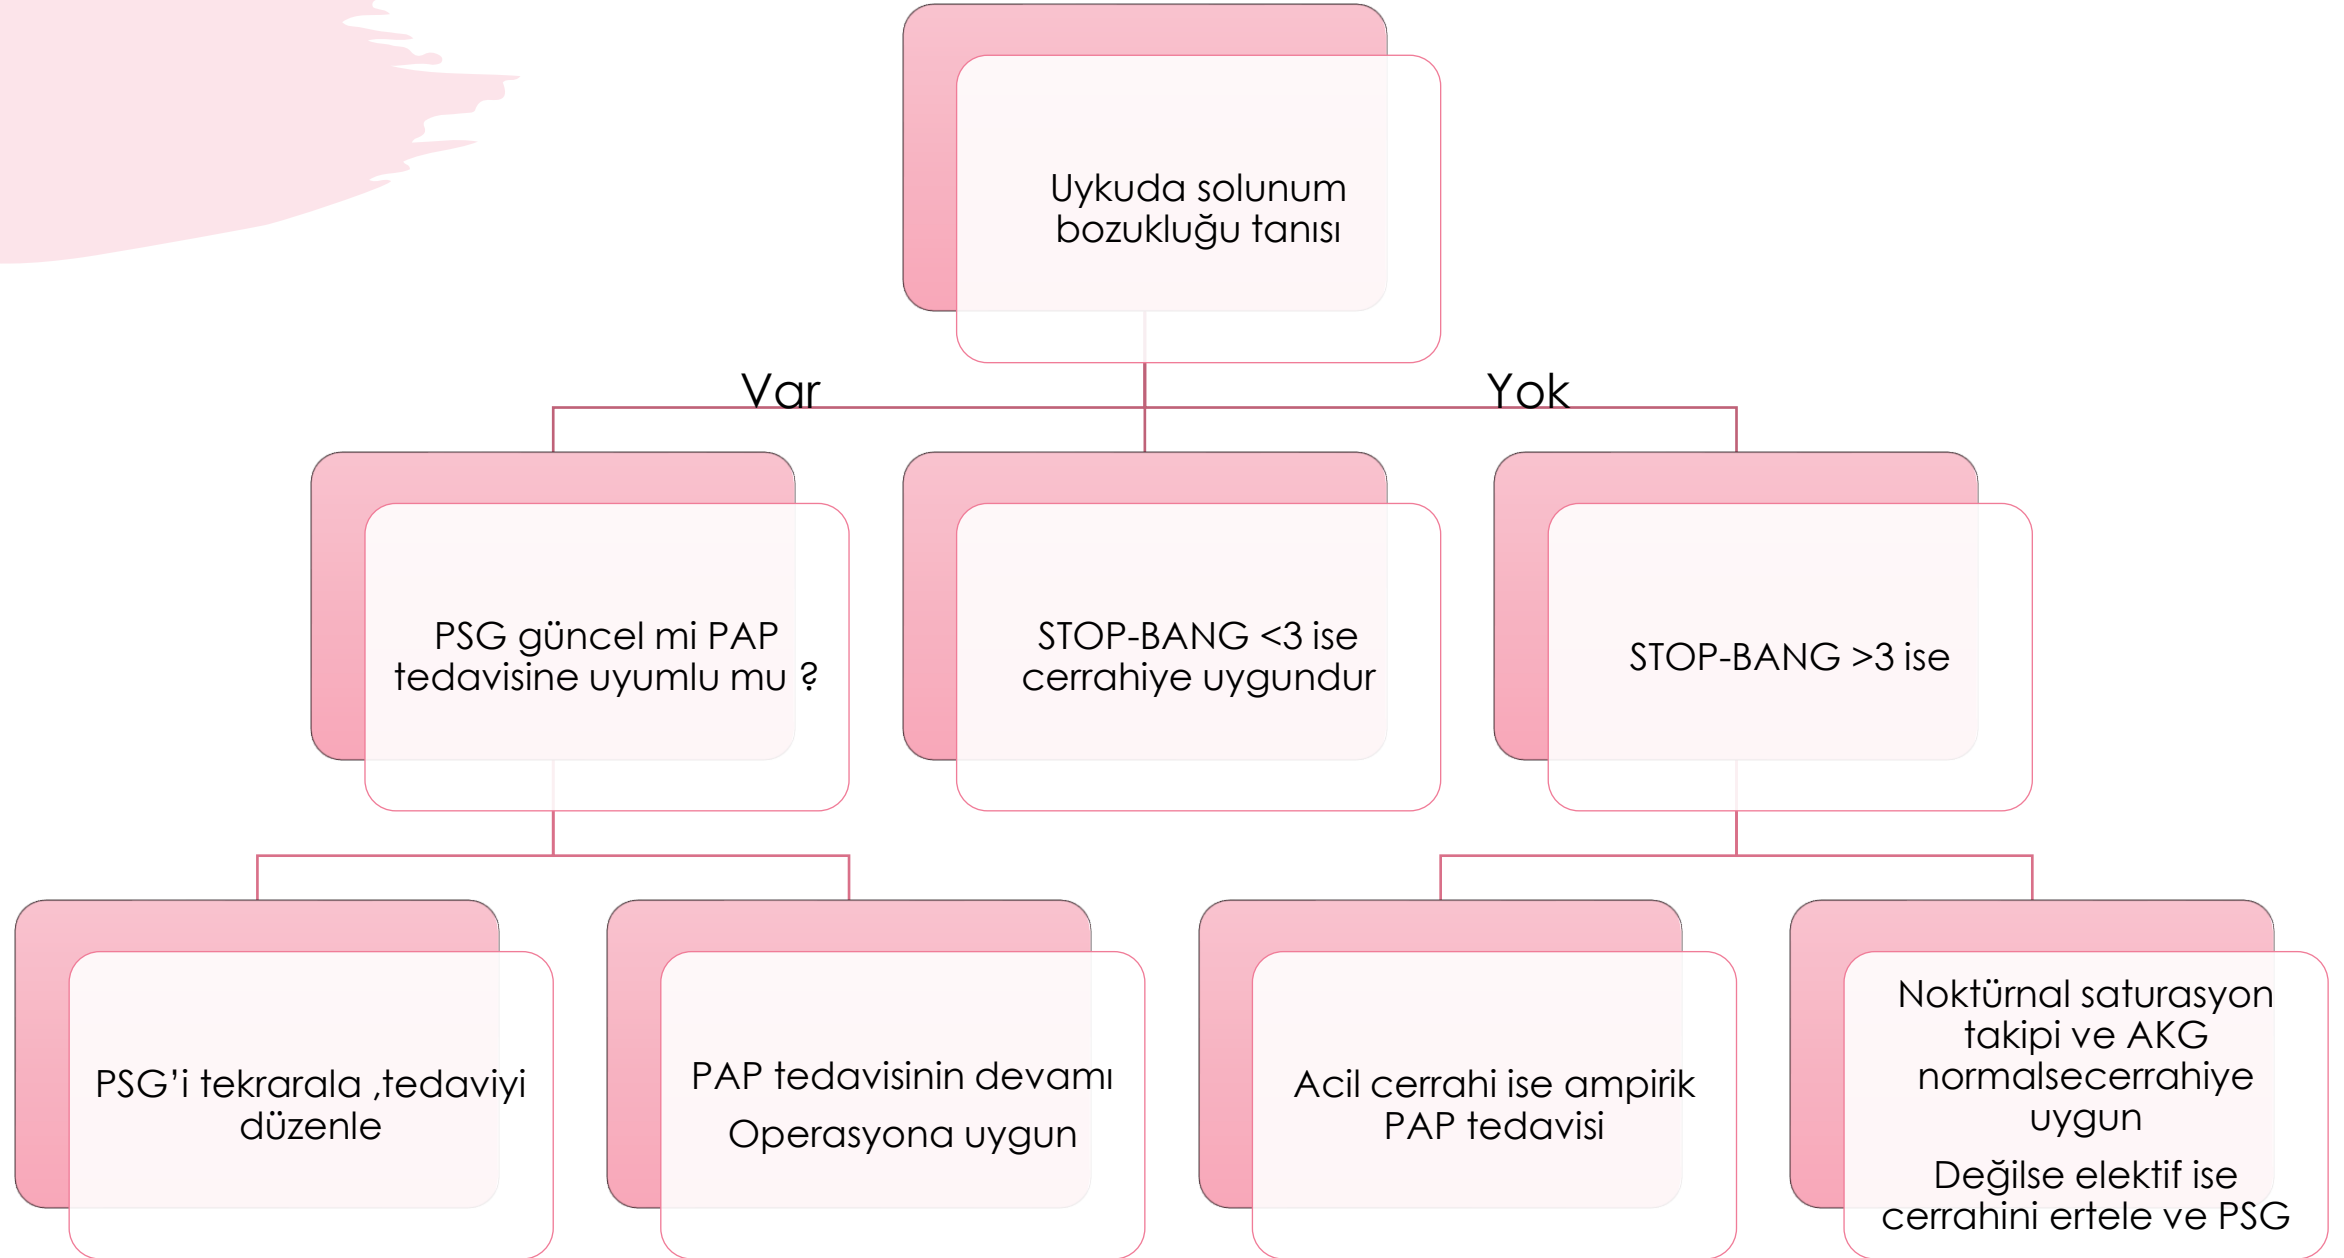 Uykuda solunum
bozukluğu tanısı
Var
Yok
PSG güncel mi PAP
tedavisine uyumlu mu ?
STOP-BANG <3 ise
cerrahiye uygundur
STOP-BANG >3 ise
PSG’i tekrarala ,tedaviyi
düzenle
PAP tedavisinin devamı
Operasyona uygun
Acil cerrahi ise ampirik
PAP tedavisi
Noktürnal saturasyon
takipi ve AKG
normalsecerrahiye
uygun
Değilse elektif ise
cerrahini ertele ve PSG